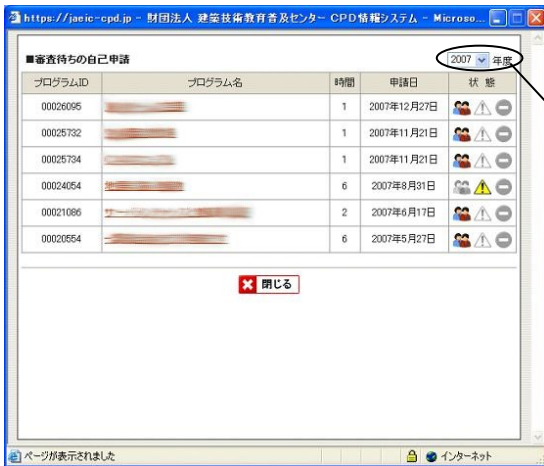 https://jaeic-cpd.jp - 財団法人 建築技術教育普及センター CPD情報システム - Microso...
■審査待ちの自己申請
2007 年度
プログラムID プログラム名 時間 申請日 状 態
00026095 1 2007年12月27日
00025732 1 2007年11月21日
00025734 1 2007年11月21日
00024054 6 2007年8月31日
00021086 2 2007年6月17日
00020554 6 2007年5月27日
閉じる
ページが表示されました インターネット